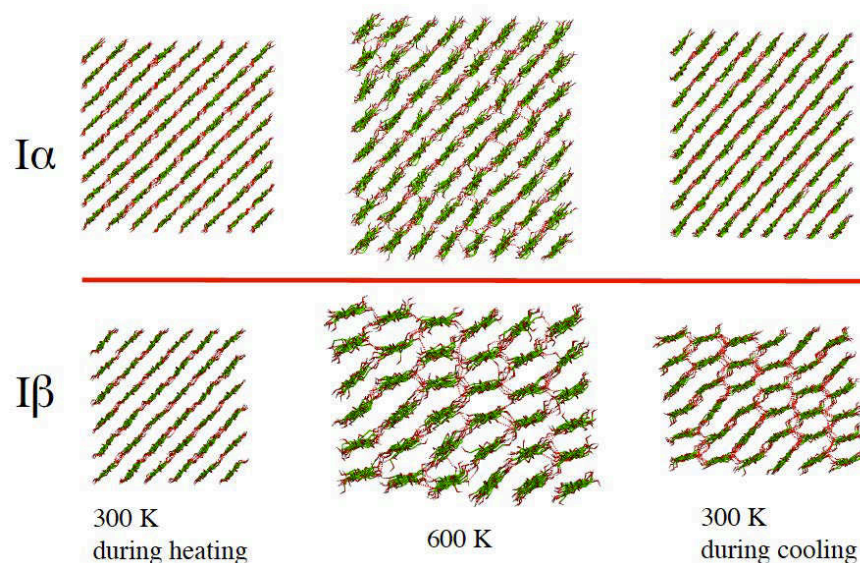 Iα
Iβ
300 K
during heating
600 K
300 K
during cooling